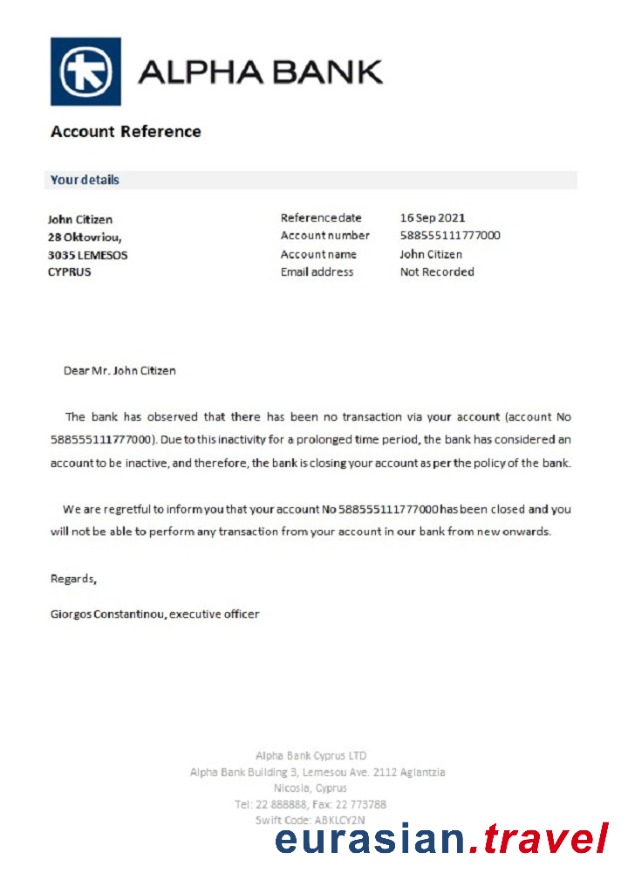 ALPHA BANK
Account Reference
Your details
John Citizen
28 Oktovriou,
3035 LEMESOS
CYPRUS
Reference date 16 Sep 2021
Account number 588555111777000
Account name John Citizen
Email address Not Recorded
Dear Mr. John Citizen
The bank has observed that there has been no transaction via your account (account No
588555111777000). Due to this inactivity for a prolonged time period, the bank has considered an
account to be inactive, and therefore, the bank is closing your account as per the policy of the bank.
We are regretful to inform you that your account No 588555111777000 has been closed and you
will not be able to perform any transaction from your account in our bank from new onwards.
Regards,
Giorgos Constantinou, executive officer
Alpha Bank Cyprus LTD
Alpha Bank Building 3, Lemesou Ave. 2112 Aglantzia
Nicosia, Cyprus
Tel: 22 888888, Fax: 22 773788
Swift Code: ABKLCY2N
eurasian.travel